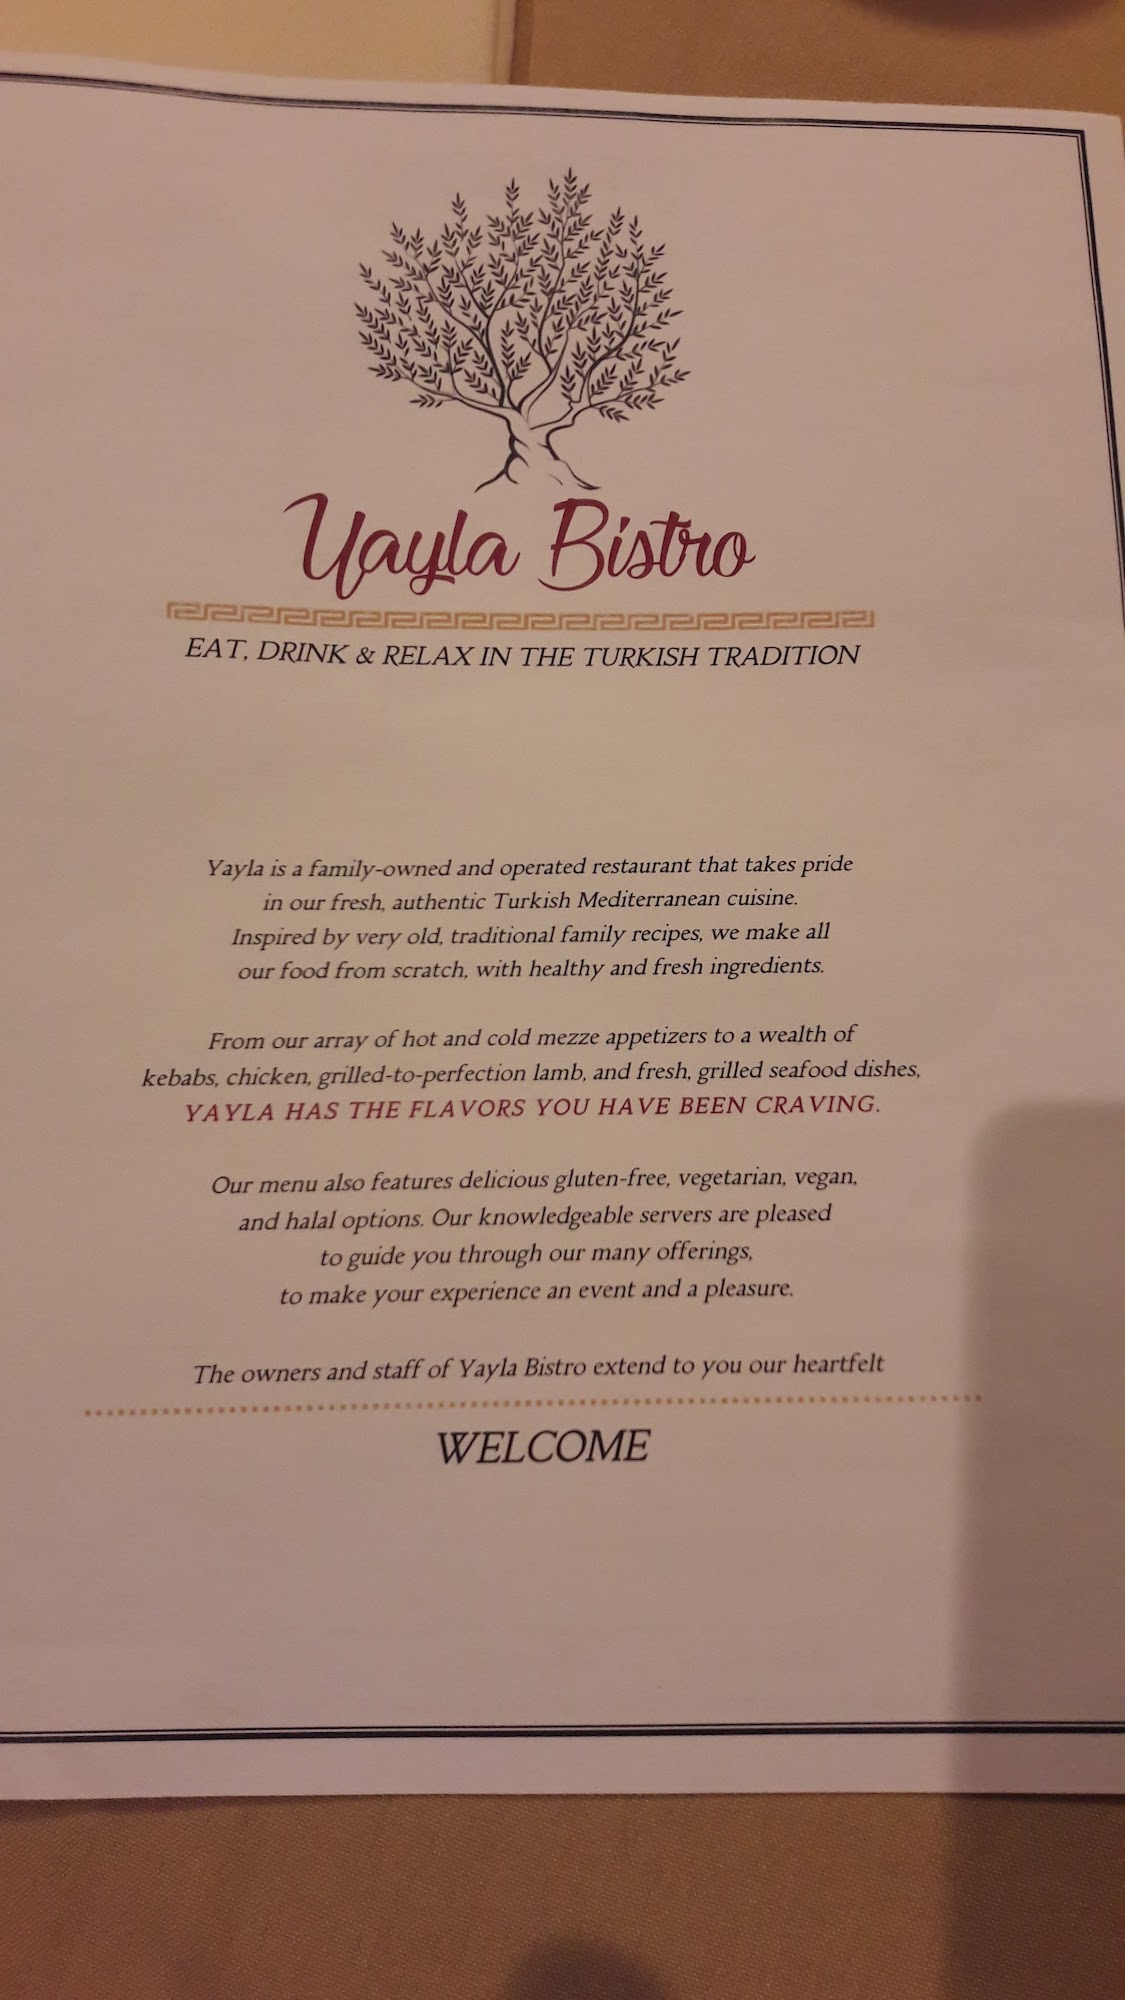 Yayla Bistro
EAT, DRINK & RELAX IN THE TURKISH TRADITION
Yayla is a family-owned and operated restaurant that takes pride
in our fresh, authentic Turkish Mediterranean cuisine.
Inspired by very old, traditional family recipes, we make all
our food from scratch, with healthy and fresh ingredients.
From our array of hot and cold mezze appetizers to a wealth of
kebabs, chicken, grilled-to-perfection lamb, and fresh, grilled seafood dishes,
YAYLA HAS THE FLAVORS YOU HAVE BEEN CRAVING.
Our menu also features delicious gluten-free, vegetarian, vegan,
and halal options. Our knowledgeable servers are pleased
to guide you through our many offerings,
to make your experience an event and a pleasure.
The owners and staff of Yayla Bistro extend to you our heartfelt
WELCOME